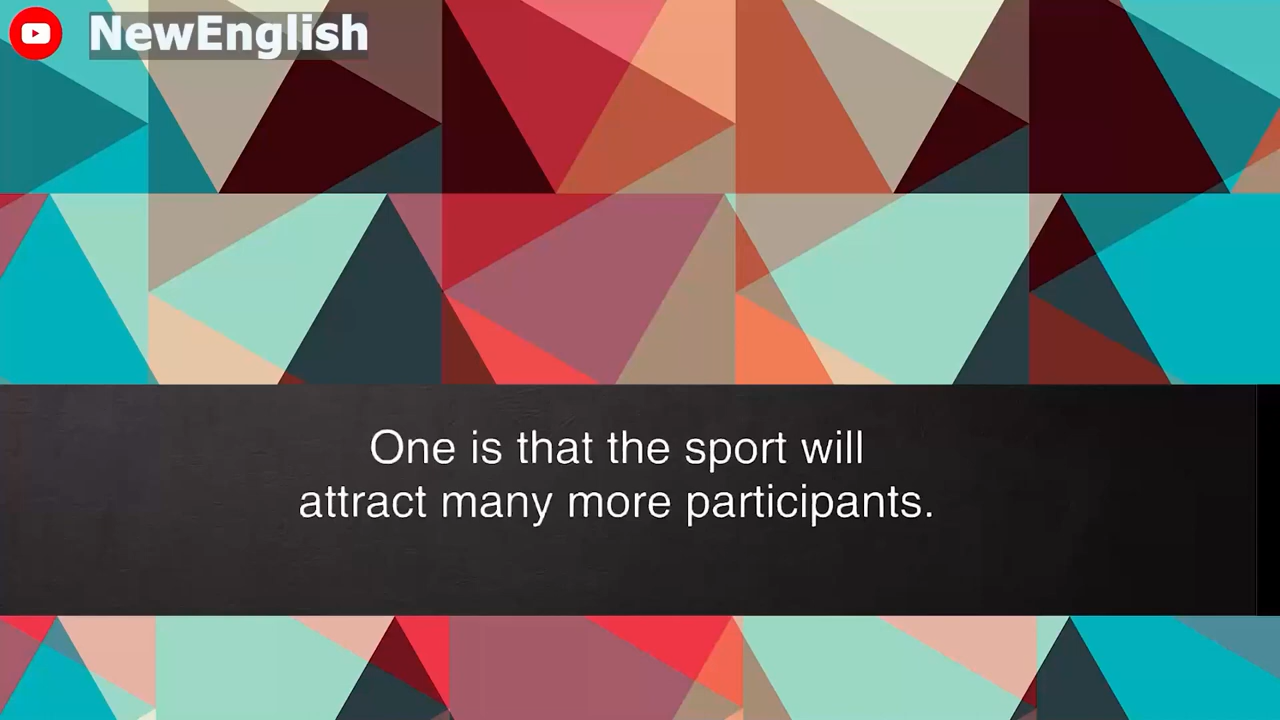 NewEnglish
One is that the sport will
attract many more participants.